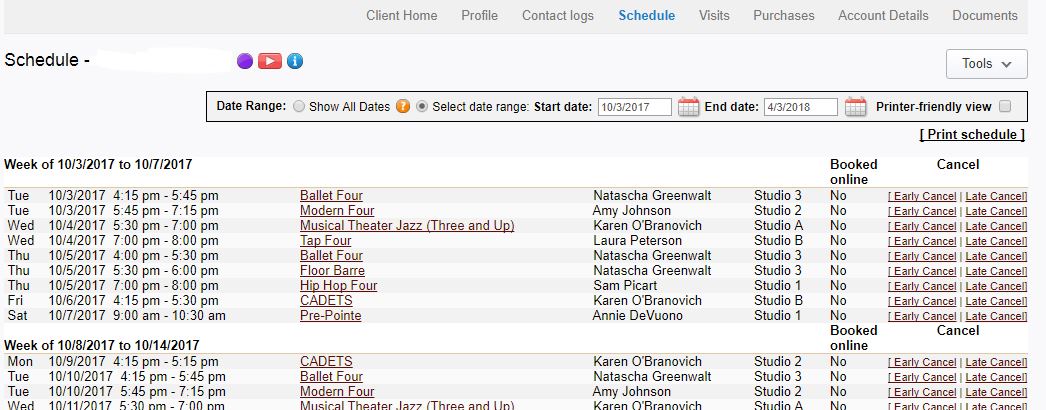 Client Home Profile Contact logs Schedule Visits Purchases Account Details Documents
Schedule -
Tools
Date Range: Show All Dates ? Select date range: Start date: 10/3/2017 End date: 4/3/2018 Printer-friendly view
[ Print schedule ]
Week of 10/3/2017 to 10/7/2017 Booked online Cancel
Tue 10/3/2017 4:15 pm - 5:45 pm Ballet Four Natascha Greenwalt Studio 3 No [ Early Cancel | Late Cancel]
Tue 10/3/2017 5:45 pm - 7:15 pm Modern Four Amy Johnson Studio 2 No [ Early Cancel | Late Cancel]
Wed 10/4/2017 5:30 pm - 7:00 pm Musical Theater Jazz (Three and Up) Karen O'Branovich Studio A No [ Early Cancel | Late Cancel]
Wed 10/4/2017 7:00 pm - 8:00 pm Tap Four Laura Peterson Studio B No [ Early Cancel | Late Cancel]
Thu 10/5/2017 4:00 pm - 5:30 pm Ballet Four Natascha Greenwalt Studio 3 No [ Early Cancel | Late Cancel]
Thu 10/5/2017 5:30 pm - 6:00 pm Floor Barre Natascha Greenwalt Studio 3 No [ Early Cancel | Late Cancel]
Thu 10/5/2017 7:00 pm - 8:00 pm Hip Hop Four Sam Picart Studio 1 No [ Early Cancel | Late Cancel]
Fri 10/6/2017 4:15 pm - 5:30 pm CADETS Karen O'Branovich Studio B No [ Early Cancel | Late Cancel]
Sat 10/7/2017 9:00 am - 10:30 am Pre-Pointe Annie DeVuono Studio 1 No [ Early Cancel | Late Cancel]
Week of 10/8/2017 to 10/14/2017 Booked online Cancel
Mon 10/9/2017 4:15 pm - 5:15 pm CADETS Karen O'Branovich Studio 2 No [ Early Cancel | Late Cancel]
Tue 10/10/2017 4:15 pm - 5:45 pm Ballet Four Natascha Greenwalt Studio 3 No [ Early Cancel | Late Cancel]
Tue 10/10/2017 5:45 pm - 7:15 pm Modern Four Amy Johnson Studio 2 No [ Early Cancel | Late Cancel]
Wed 10/11/2017 5:30 pm - 7:00 pm Musical Theater Jazz (Three and Up) Karen O'Branovich Studio A No [ Early Cancel | Late Cancel]